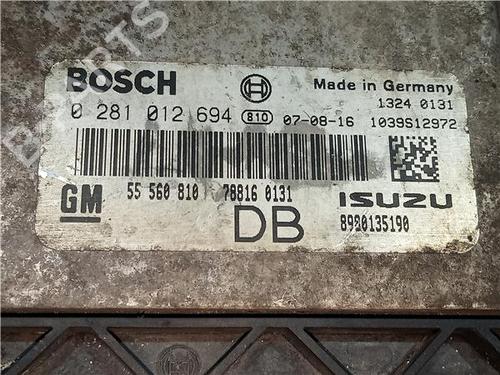 BOSCH
Made in Germany
1324 0131
0 281 012 694 810 07-08-16 1039S12972
GM 55 560 810 78816 0131 ISUZU
DB 8980135190
PARTS